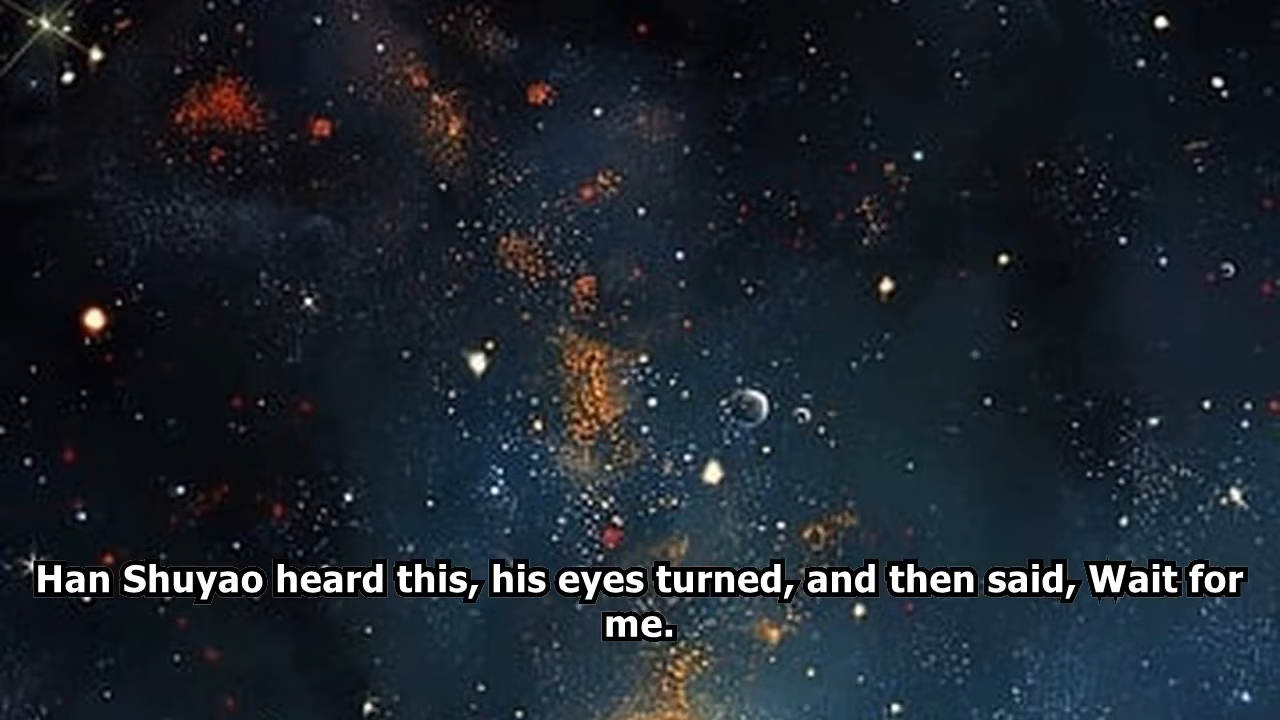 Han Shuyao heard this, his eyes turned, and then said, Wait for
me.